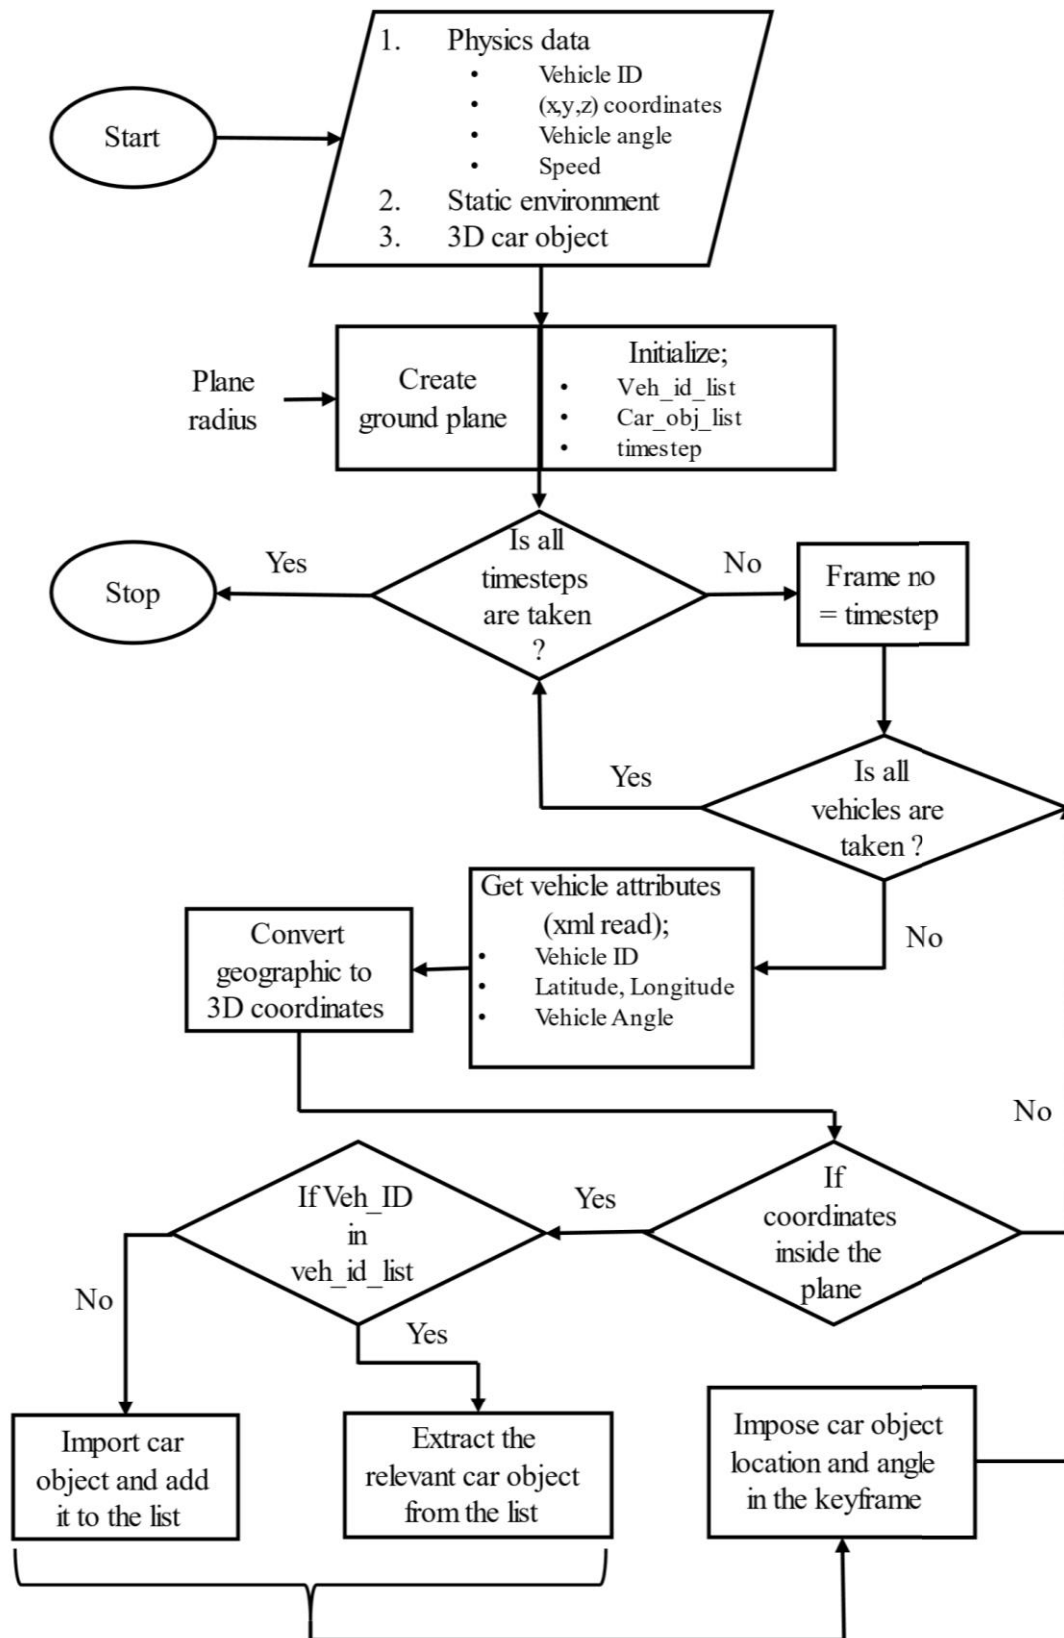 1. Physics data
• Vehicle ID
• (x,y,z) coordinates
• Vehicle angle
• Speed
2. Static environment
3. 3D car object
Start
Plane
radius
Create
ground plane
Initialize;
• Veh_id_list
• Car_obj_list
• timestep
Is all
timesteps
are taken
?
Yes
Stop
No
Frame no
= timestep
Is all
vehicles are
taken ?
Yes
No
Get vehicle attributes
(xml read);
• Vehicle ID
• Latitude, Longitude
• Vehicle Angle
Convert
geographic to
3D coordinates
If
coordinates
inside the
plane
No
Yes
If Veh_ID
in
veh_id_list
No
Yes
Import car
object and add
it to the list
Extract the
relevant car object
from the list
Impose car object
location and angle
in the keyframe